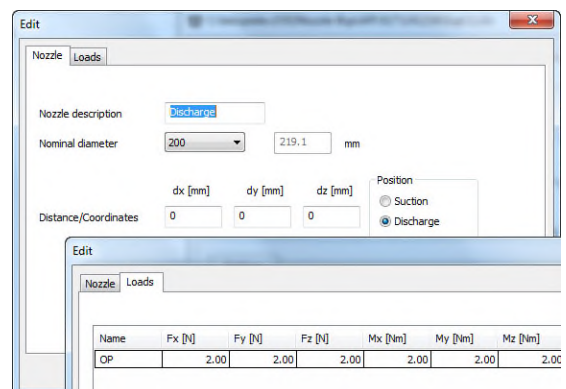 Edit
Nozzle Loads
Nozzle description Discharge
Nominal diameter 200 219.1 mm
dx [mm] dy [mm] dz [mm] Position
Suction
Distance/Coordinates 0 0 0 Discharge
Edit
Nozzle Loads
Name Fx [N] Fy [N] Fz [N] Mx [Nm] My [Nm] Mz [Nm]
OP 2.00 2.00 2.00 2.00 2.00 2.00